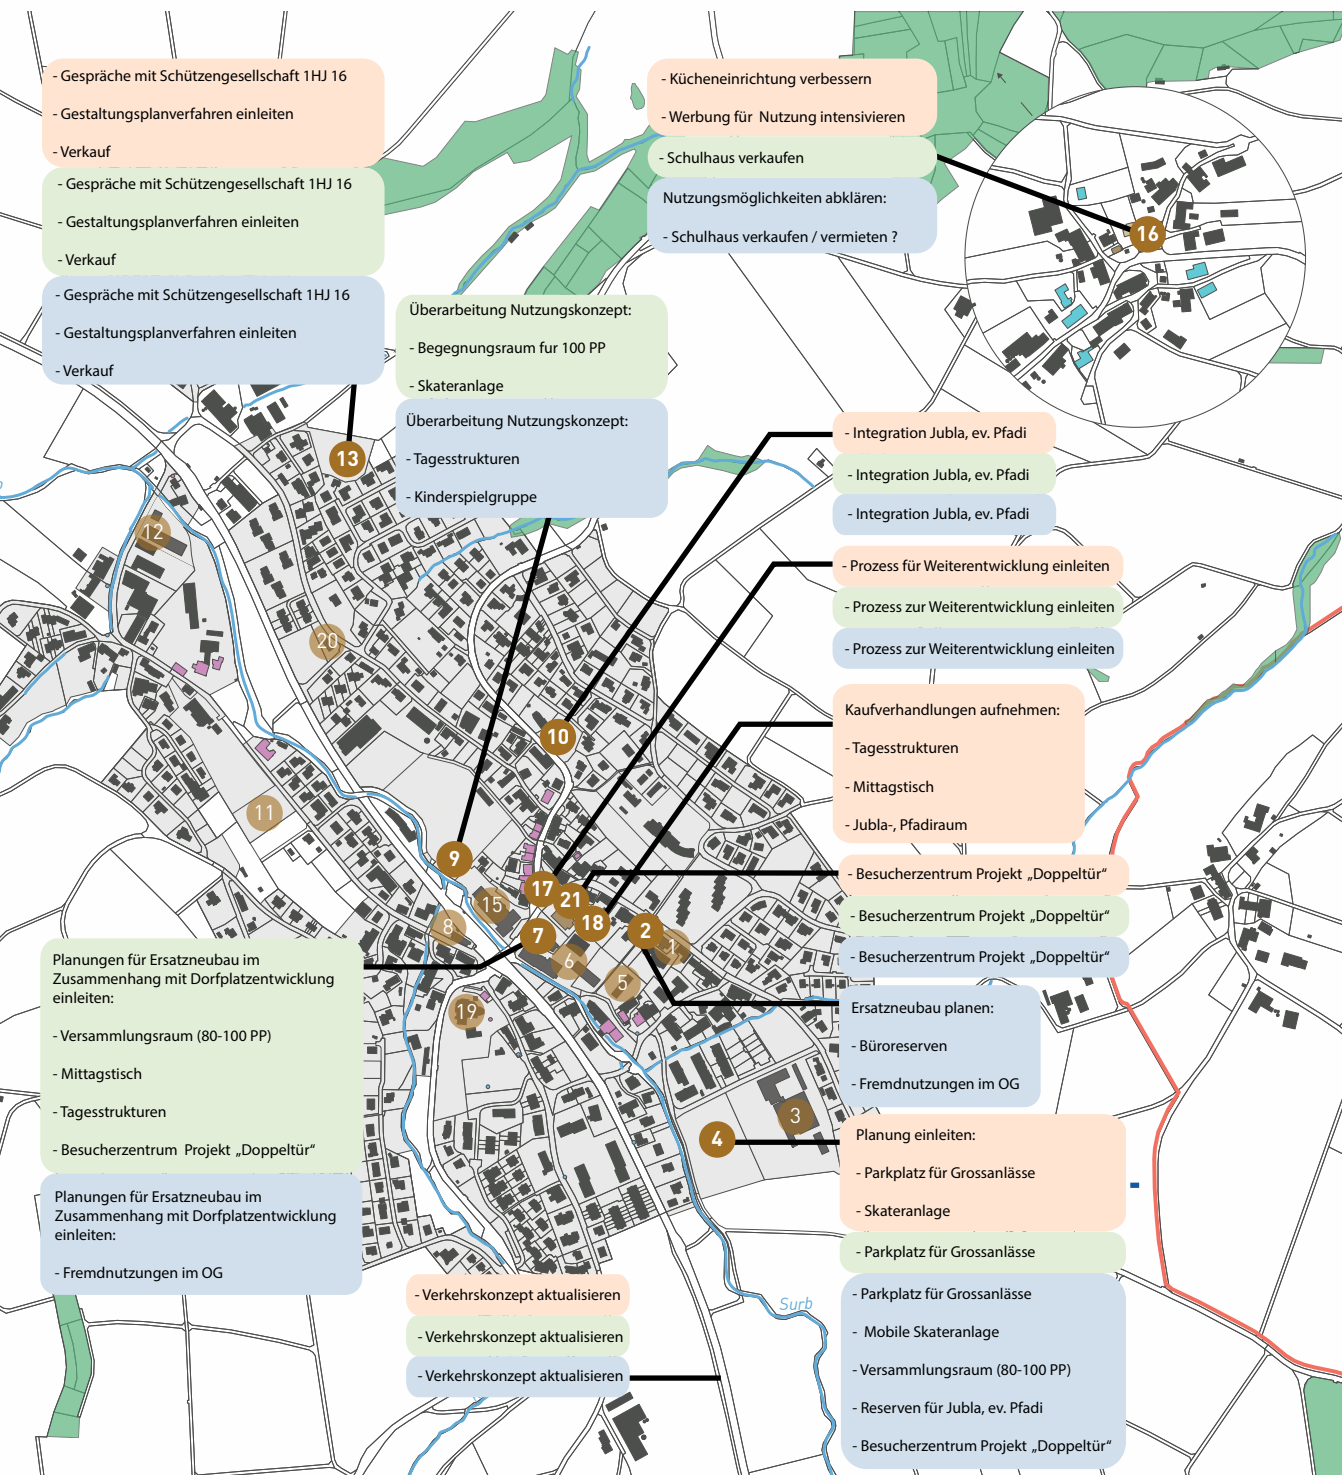 - Gespräche mit Schützengesellschaft 1HJ 16
- Gestaltungsplanverfahren einleiten
- Verkauf
- Gespräche mit Schützengesellschaft 1HJ 16
- Gestaltungsplanverfahren einleiten
- Verkauf
- Gespräche mit Schützengesellschaft 1HJ 16
- Gestaltungsplanverfahren einleiten
- Verkauf
- Kücheneinrichtung verbessern
- Werbung für Nutzung intensivieren
- Schulhaus verkaufen
Nutzungsmöglichkeiten abklären:
- Schulhaus verkaufen / vermieten ?
16
Überarbeitung Nutzungskonzept:
- Begegnungsraum fur 100 PP
- Skateranlage
Überarbeitung Nutzungskonzept:
- Tagesstrukturen
- Kinderspielgruppe
13
12
20
11
10
9
17
21
18
15
8
7
6
2
1
5
19
3
4
- Integration Jubla, ev. Pfadi
- Integration Jubla, ev. Pfadi
- Integration Jubla, ev. Pfadi
- Prozess für Weiterentwicklung einleiten
- Prozess zur Weiterentwicklung einleiten
- Prozess zur Weiterentwicklung einleiten
Kaufverhandlungen aufnehmen:
- Tagesstrukturen
- Mittagstisch
- Jubla-, Pfadiraum
- Besucherzentrum Projekt „Doppeltür“
- Besucherzentrum Projekt „Doppeltür“
- Besucherzentrum Projekt „Doppeltür“
Ersatzneubau planen:
- Büroreserven
- Fremdnutzungen im OG
Planung einleiten:
- Parkplatz für Grossanlässe
- Skateranlage
- Parkplatz für Grossanlässe
- Parkplatz für Grossanlässe
- Mobile Skateranlage
- Versammlungsraum (80-100 PP)
- Reserven für Jubla, ev. Pfadi
- Besucherzentrum Projekt „Doppeltür“
Planungen für Ersatzneubau im
Zusammenhang mit Dorfplatzentwicklung
einleiten:
- Versammlungsraum (80-100 PP)
- Mittagstisch
- Tagesstrukturen
- Besucherzentrum Projekt „Doppeltür“
Planungen für Ersatzneubau im
Zusammenhang mit Dorfplatzentwicklung
einleiten:
- Fremdnutzungen im OG
- Verkehrskonzept aktualisieren
- Verkehrskonzept aktualisieren
- Verkehrskonzept aktualisieren
Surb